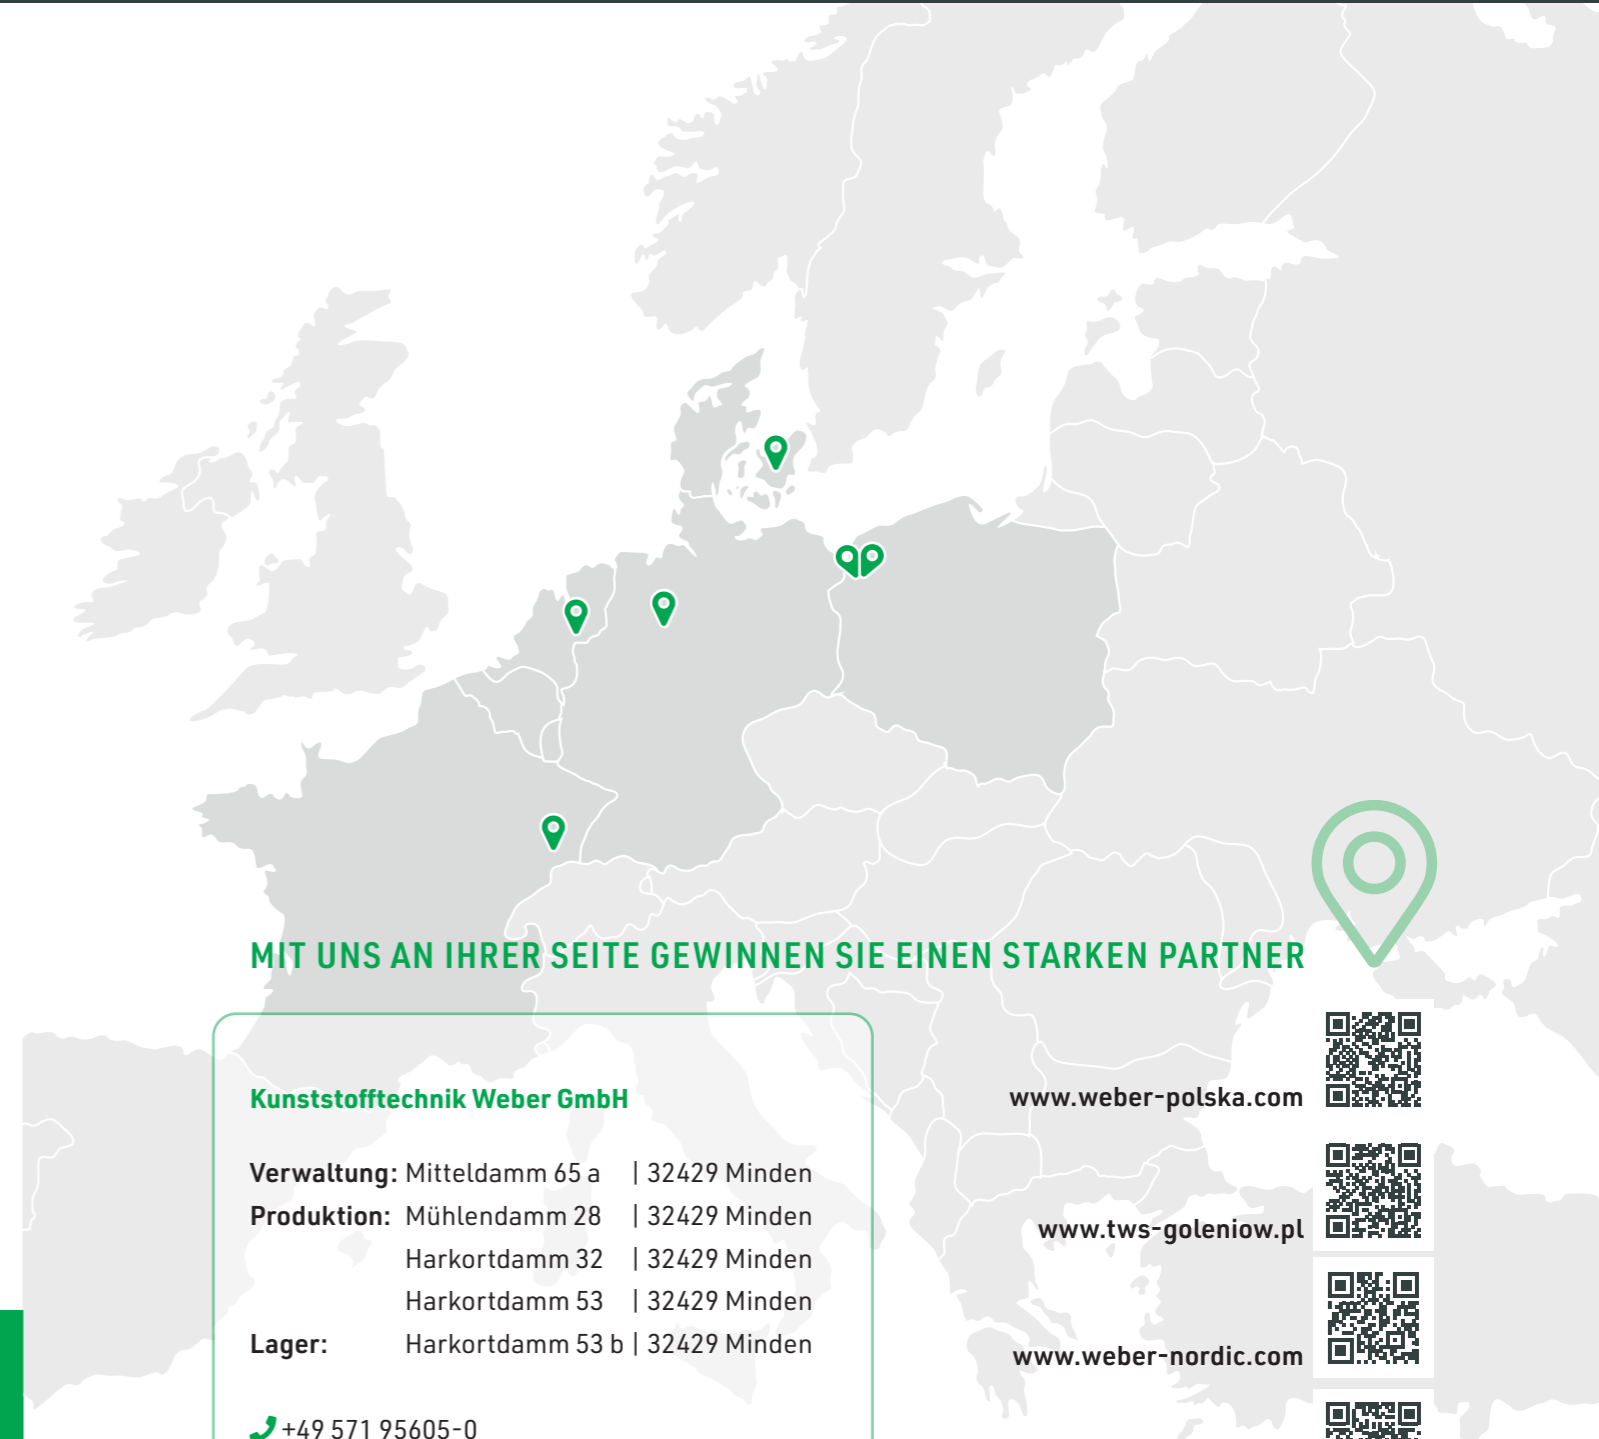 MIT UNS AN IHRER SEITE GEWINNEN SIE EINEN STARKEN PARTNER
Kunststofftechnik Weber GmbH
Verwaltung: Mitteldamm 65 a | 32429 Minden
Produktion: Mühlendamm 28 | 32429 Minden
Harkortdamm 32 | 32429 Minden
Harkortdamm 53 | 32429 Minden
Lager: Harkortdamm 53 b | 32429 Minden
+49 571 95605-0
www.weber-polska.com
www.tws-goleniow.pl
www.weber-nordic.com